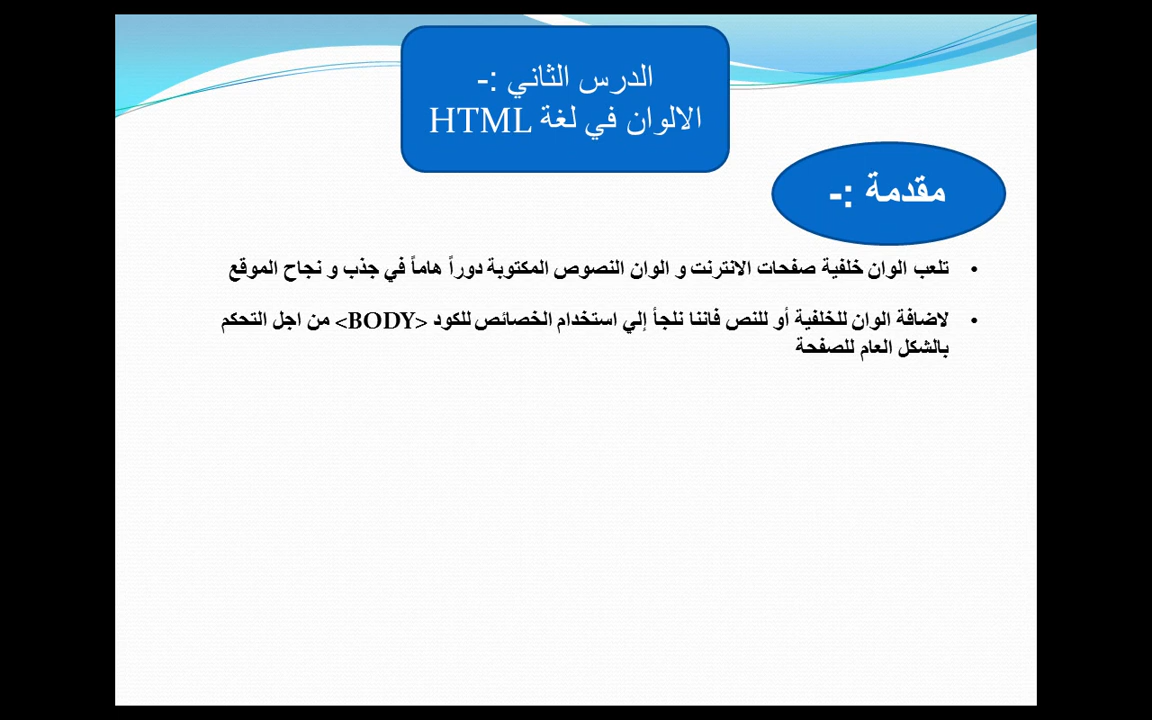 الدرس الثاني :-
الالوان في لغة HTML
مقدمة :-
• تلعب الوان خلفية صفحات الانترنت و الوان النصوص المكتوبة دوراً هاماً في جذب و نجاح الموقع
• لاضافة الوان للخلفية أو للنص فاننا نلجأ إلي استخدام الخصائص للكود <BODY> من اجل التحكم
بالشكل العام للصفحة